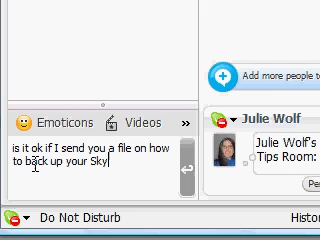 Add more people to
Emoticons Videos »
Julie Wolf
is it ok if I send you a file on how
to back up your Sky
Julie Wolf's
Tips Room:
Pe
Do Not Disturb
Histo